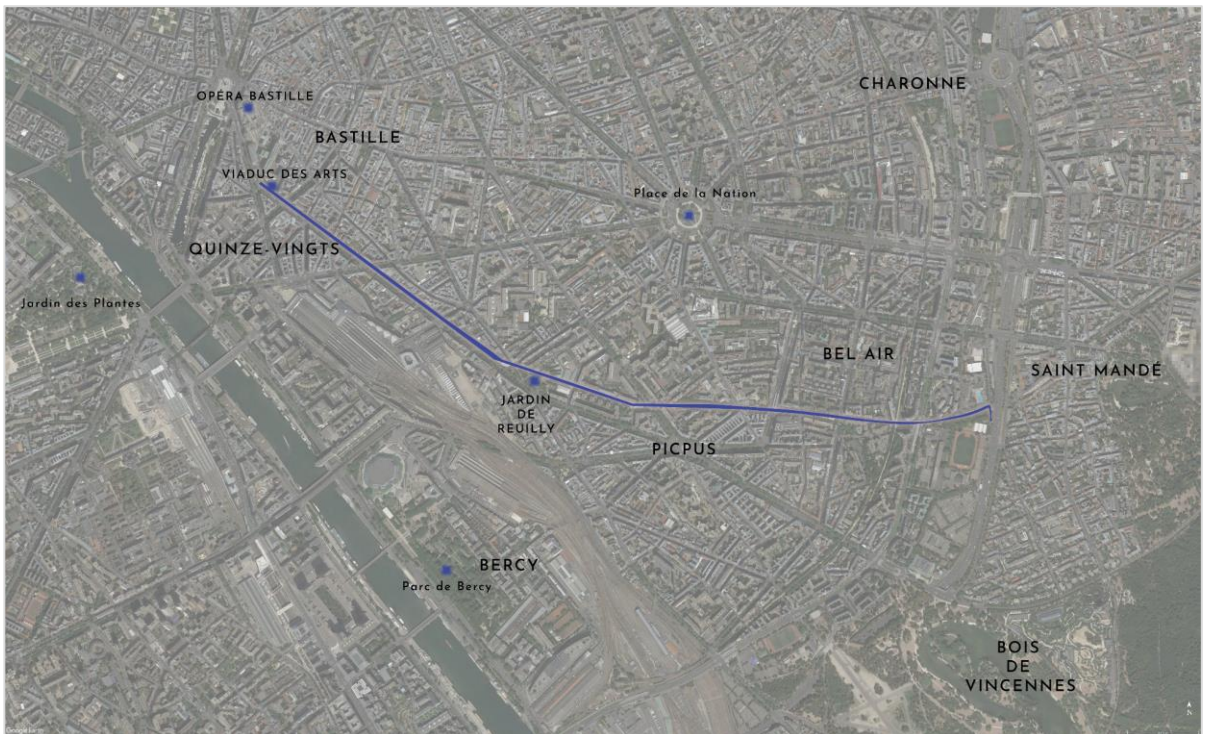 CHARONNE
OPÉRA BASTILLE
BASTILLE
VIADUC DES ARTS
Place de la Nation
QUINZE-VINGTS
Jardin des Plantes
BEL AIR
SAINT MANDÉ
JARDIN
DE
REUILLY
PICPUS
BERCY
Parc de Bercy
BOIS
DE
VINCENNES
N